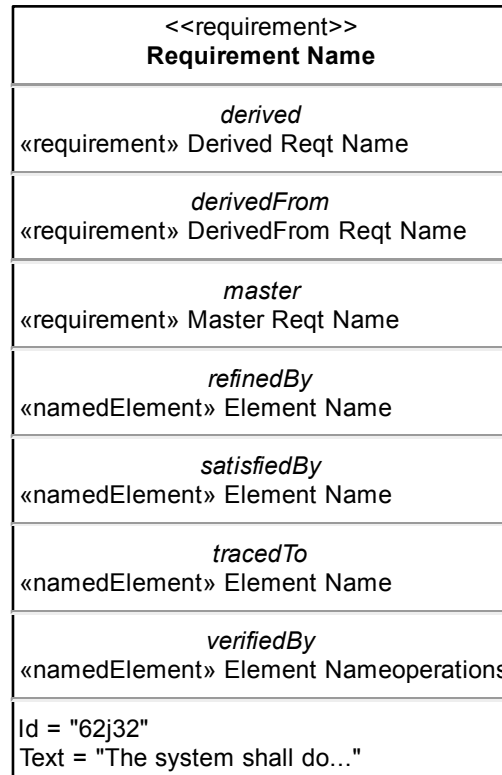 <<requirement>>
Requirement Name
derived
«requirement» Derived Reqt Name
derivedFrom
«requirement» DerivedFrom Reqt Name
master
«requirement» Master Reqt Name
refinedBy
«namedElement» Element Name
satisfiedBy
«namedElement» Element Name
tracedTo
«namedElement» Element Name
verifiedBy
«namedElement» Element Nameoperations
Id = "62j32"
Text = "The system shall do..."